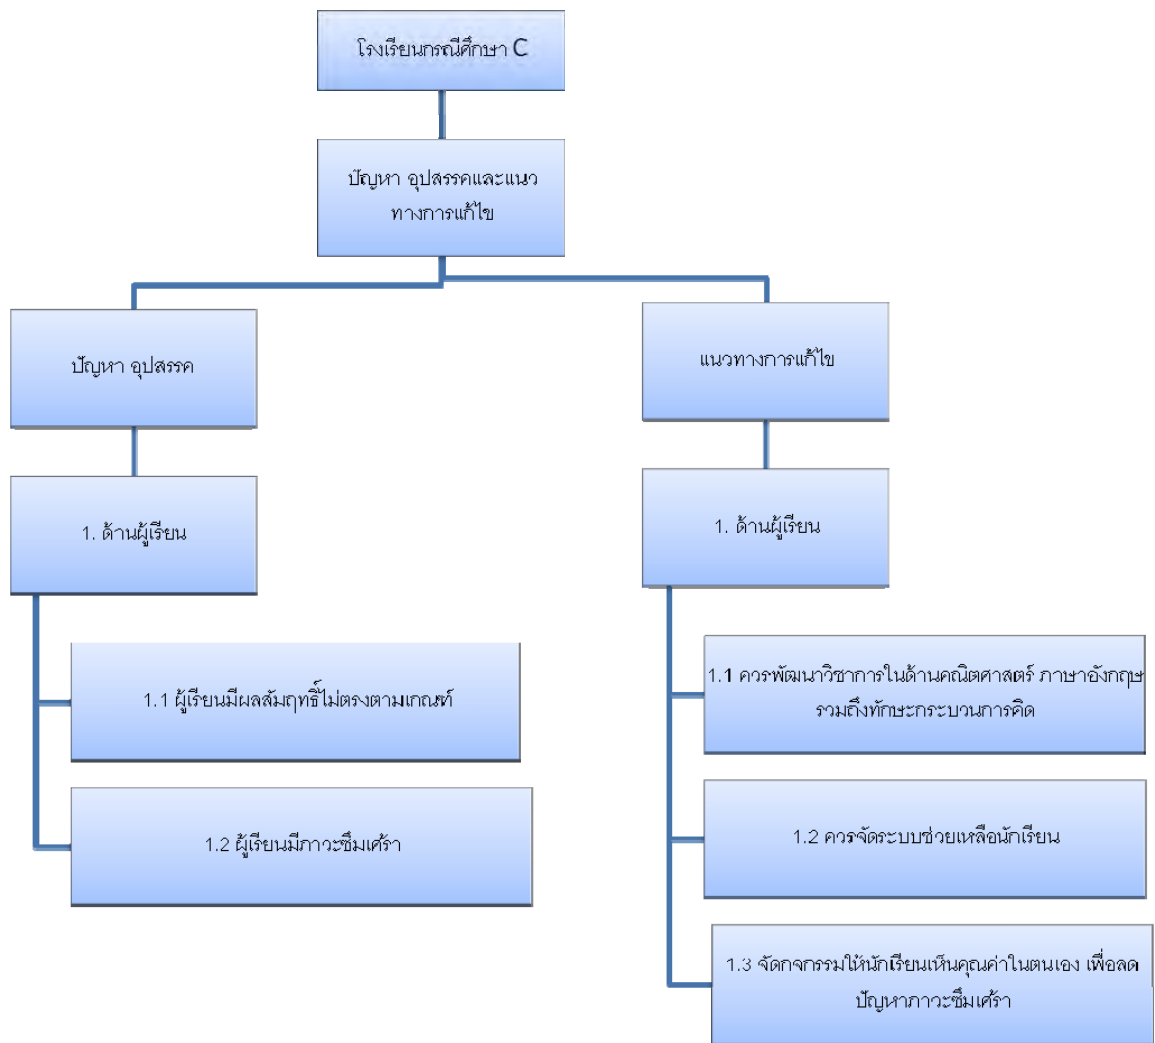 โรงเรียนกรณีศึกษา C
ปัญหา อุปสรรคและแนว
ทางการแก้ไข
ปัญหา อุปสรรค
แนวทางการแก้ไข
1. ด้านผู้เรียน
1. ด้านผู้เรียน
1.1 ผู้เรียนมีผลสัมฤทธิ์ไม่ตรงตามเกณฑ์
1.2 ผู้เรียนมีภาวะซึมเศร้า
1.1 ควรพัฒนาวิชาการในด้านคณิตศาสตร์ ภาษาอังกฤษ
รวมถึงทักษะกระบวนการคิด
1.2 ควรจัดระบบช่วยเหลือนักเรียน
1.3 จัดกจกรรมให้นักเรียนเห็นคุณค่าในตนเอง เพื่อลด
ปัญหาภาวะซึมเศร้า